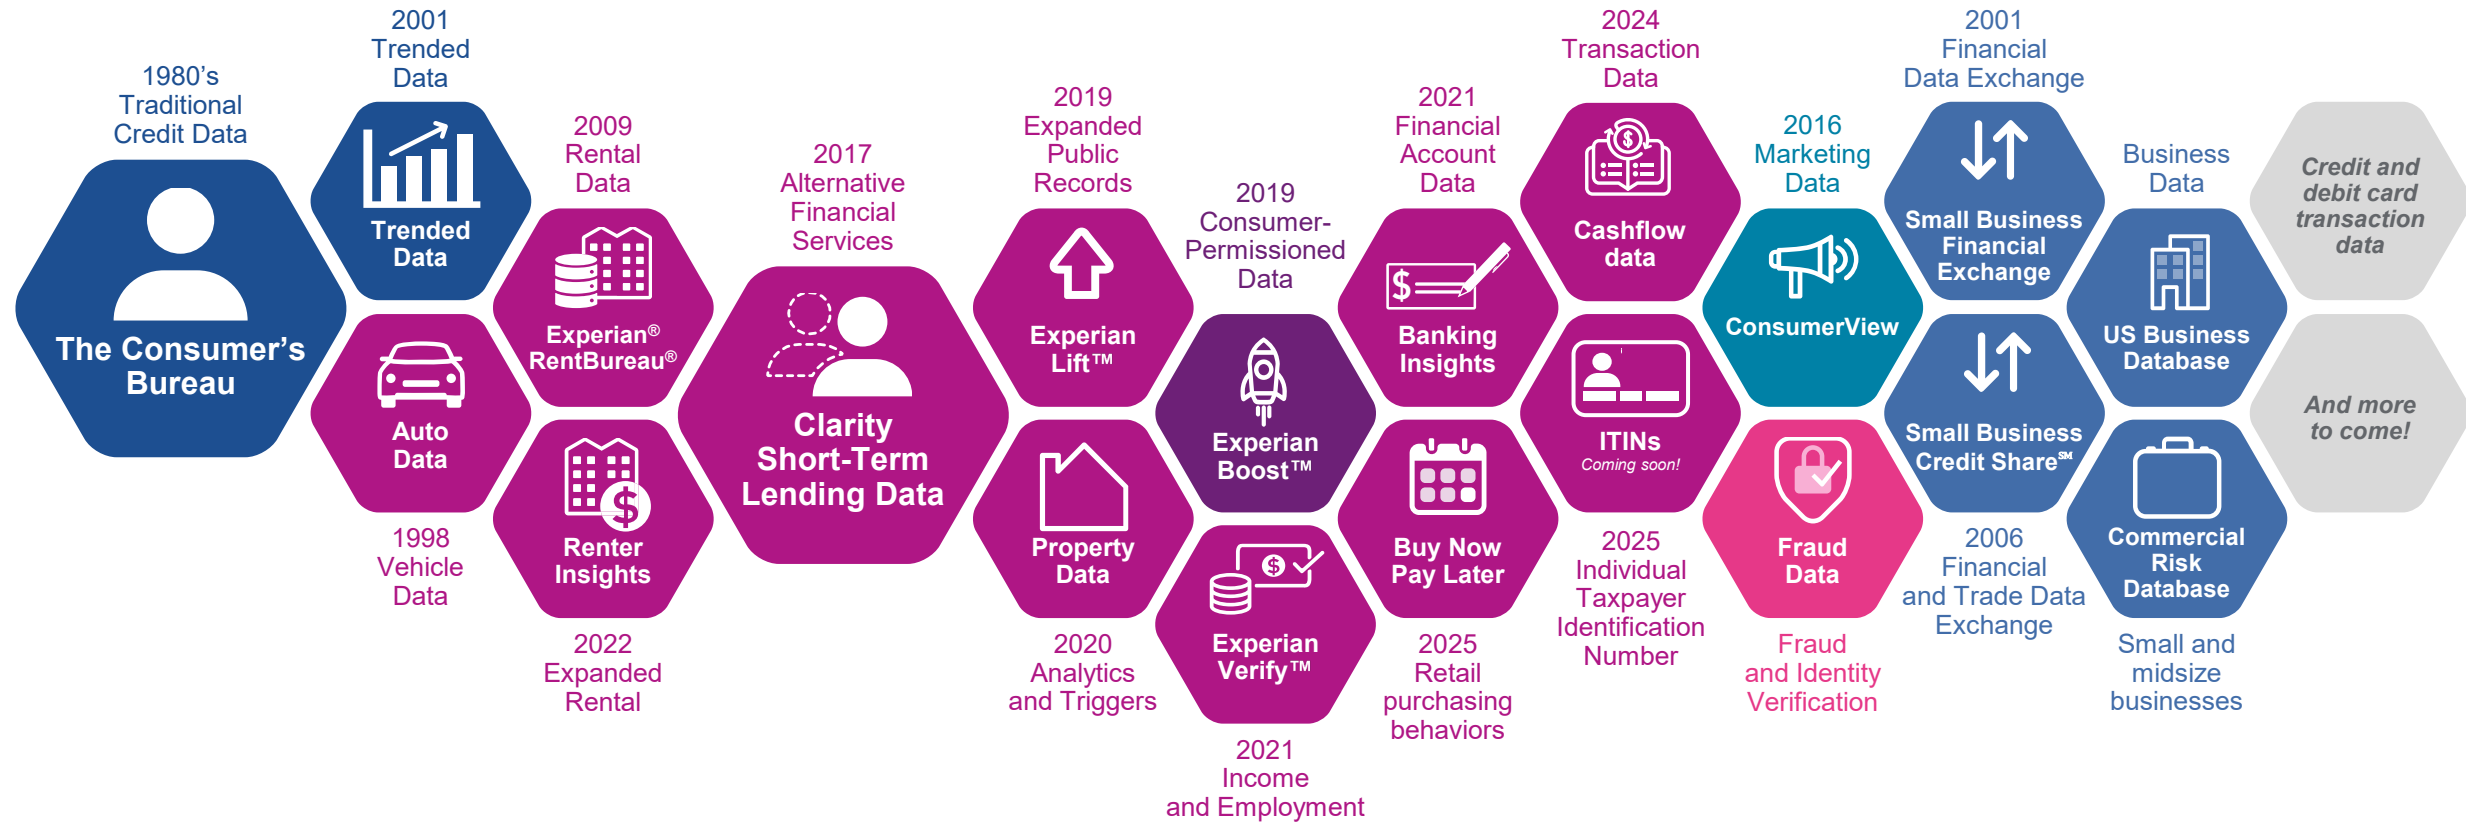 1980’s
Traditional
Credit Data
The Consumer’s
Bureau
2001
Trended
Data
Trended
Data
Auto
Data
1998
Vehicle
Data
2009
Rental
Data
Experian®
RentBureau®
Renter
Insights
2022
Expanded
Rental
2017
Alternative
Financial
Services
Clarity
Short-Term
Lending Data
2019
Expanded
Public
Records
Experian
Lift™
Property
Data
2020
Analytics
and Triggers
2019
Consumer-
Permissioned
Data
Experian
Boost™
Experian
Verify™
2021
Income
and Employment
2021
Financial
Account
Data
$
Banking
Insights
Buy Now
Pay Later
2025
Retail
purchasing
behaviors
2024
Transaction
Data
Cashflow
data
ITINs
Coming soon!
2025
Individual
Taxpayer
Identification
Number
2016
Marketing
Data
ConsumerView
Fraud
Data
Fraud
and Identity
Verification
2001
Financial
Data Exchange
Small Business
Financial
Exchange
Small Business
Credit Share℠
2006
Financial
and Trade Data
Exchange
Business
Data
US Business
Database
Commercial
Risk
Database
Small and
midsize
businesses
Credit and
debit card
transaction
data
And more
to come!